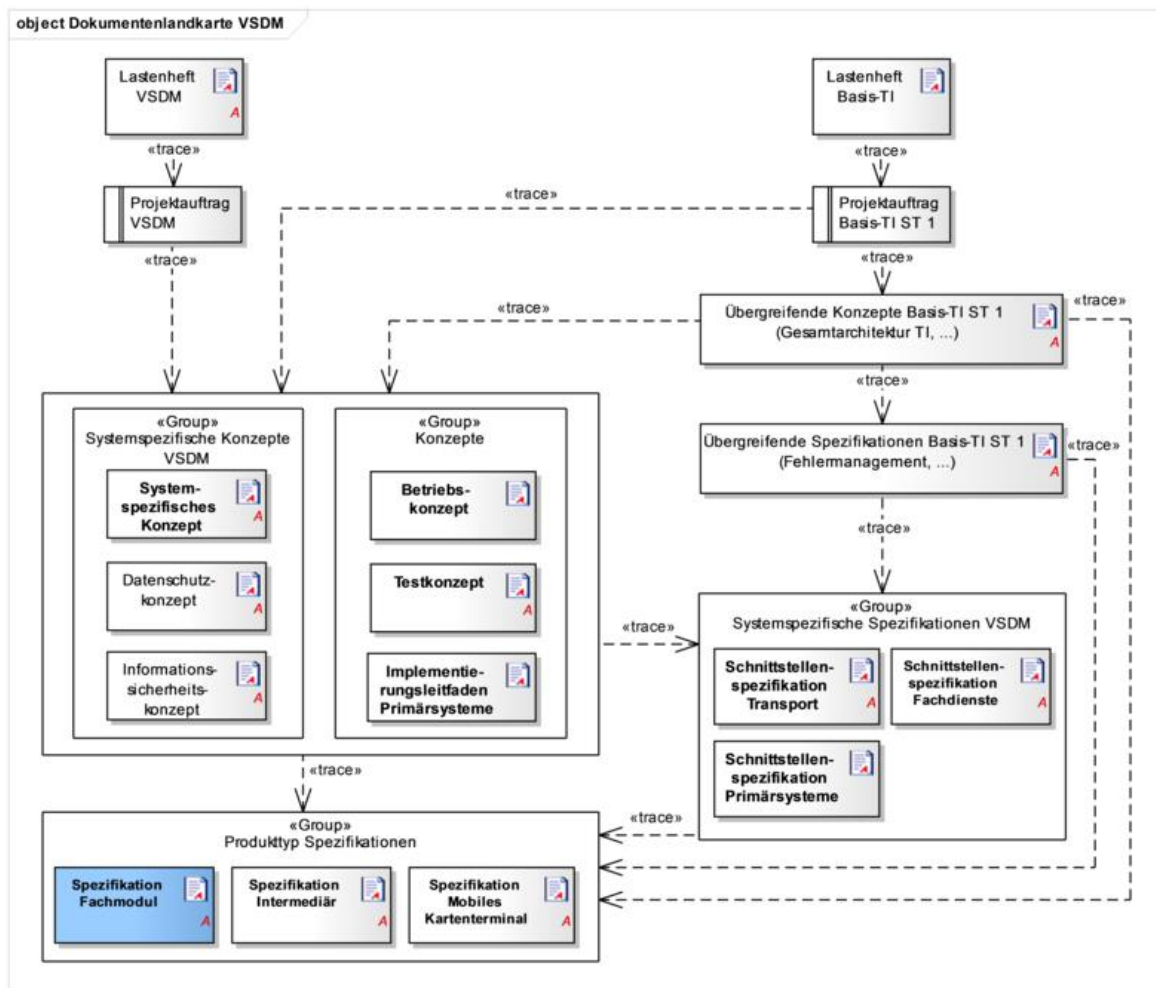 object Dokumentenlandkarte VSDM
Lastenheft
VSDM
A
Lastenheft
Basis-TI
«trace»
«trace»
Projektauftrag
VSDM
«trace»
Projektauftrag
Basis-TI ST 1
«trace»
«trace»
«trace»
Übergreifende Konzepte Basis-TI ST 1
(Gesamtarchitektur TI, ...)
A
«trace»
«trace»
Übergreifende Spezifikationen Basis-TI ST 1
(Fehlermanagement, ...)
A
«trace»
«trace»
«Group»
Systemspezifische Konzepte
VSDM
System-
spezifisches
Konzept
A
Datenschutz-
konzept
A
Informations-
sicherheits-
konzept
A
«Group»
Konzepte
Betriebs-
konzept
Testkonzept
A
Implementie-
rungsleitfaden
Primärsysteme
«trace»
«trace»
«Group»
Systemspezifische Spezifikationen VSDM
Schnittstellen-
spezifikation
Transport
A
Schnittstellen-
spezifikation
Fachdienste
A
Schnittstellen-
spezifikation
Primärsysteme
«trace»
«trace»
«Group»
Produkttyp Spezifikationen
Spezifikation
Fachmodul
A
Spezifikation
Intermediär
A
Spezifikation
Mobiles
Kartenterminal
A